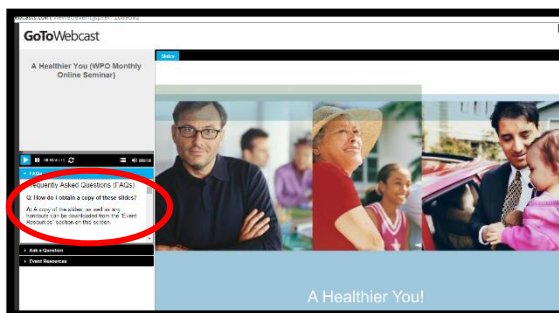 GoToWebcast
A Healthier You (WPO Monthly
Online Seminar)
Slides
FAQs
Frequently Asked Questions (FAQs)
Q: How do I obtain a copy of these slides?
A: A copy of the slides, as well as any
handouts can be downloaded from the "Event
Resources" section on this screen.
Ask a Question
Event Resources
A Healthier You!